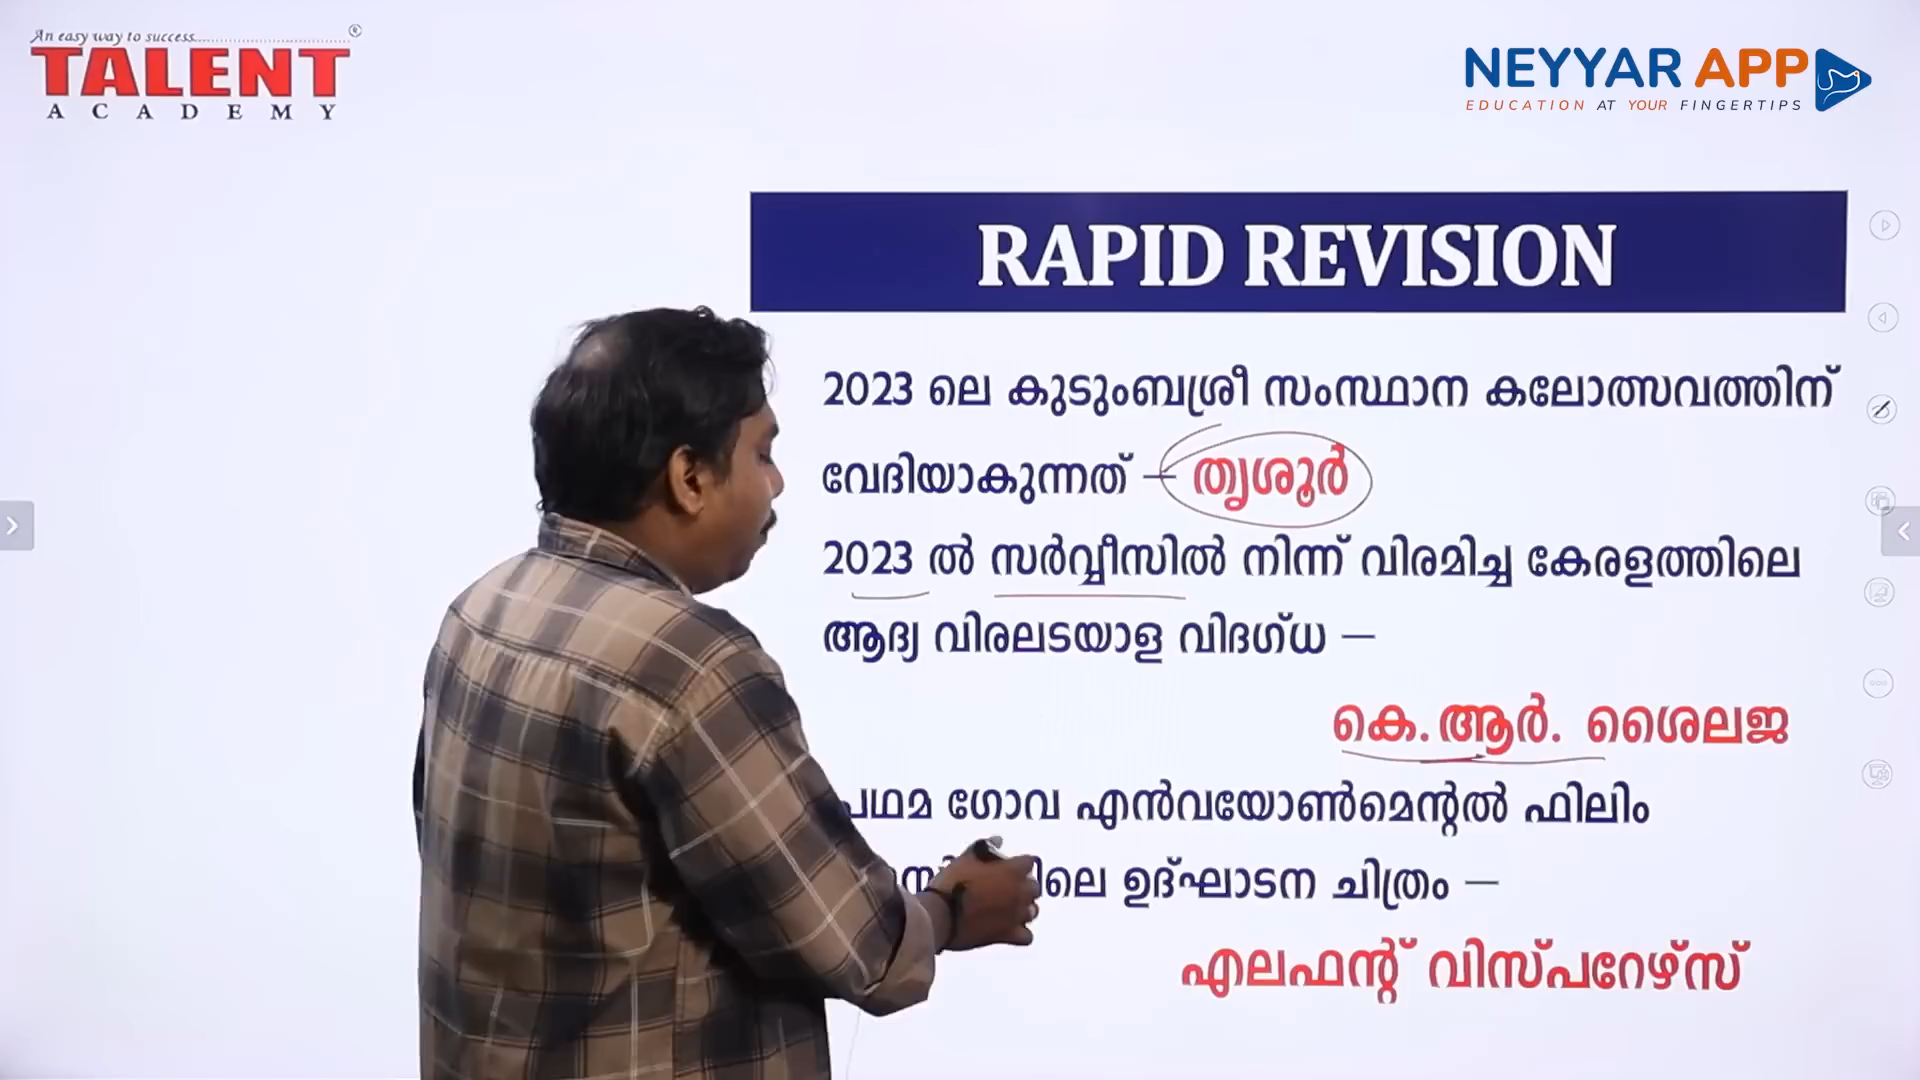 An easy way to success
TALENT
ACADEMY
NEYYAR APP
EDUCATION AT YOUR FINGERTIPS
RAPID REVISION
2023 ലെ കുടുംബശ്രീ സംസ്ഥാന കലോത്സവത്തിന്
വേദിയാകുന്നത് – തൃശൂർ
2023 ൽ സർവ്വീസിൽ നിന്ന് വിരമിച്ച കേരളത്തിലെ
ആദ്യ വിരലടയാള വിദഗ്ധ –
കെ.ആർ. ശൈലജ
ഗോവ എൻവയോൺമെന്റൽ ഫിലിം
ഉദ്ഘാടന ചിത്രം –
എലഫന്റ് വിസ്പറേഴ്സ്